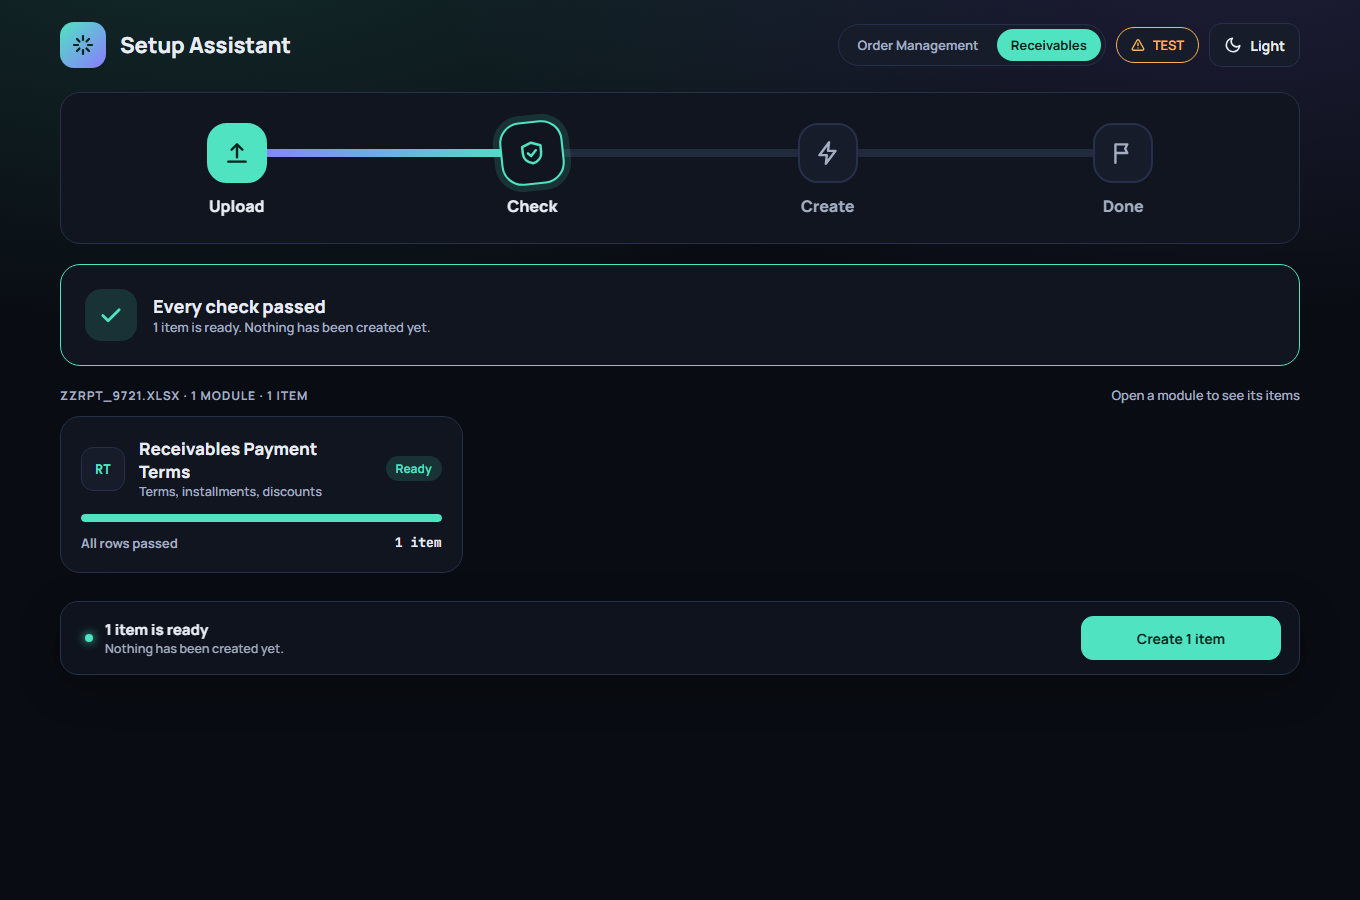 Setup Assistant
Order Management
Receivables
TEST
Light
Upload
Check
Create
Done
Every check passed
1 item is ready. Nothing has been created yet.
ZZRPT_9721.XLSX · 1 MODULE · 1 ITEM
Open a module to see its items
RT
Receivables Payment
Terms
Terms, installments, discounts
Ready
All rows passed
1 item
1 item is ready
Nothing has been created yet.
Create 1 item